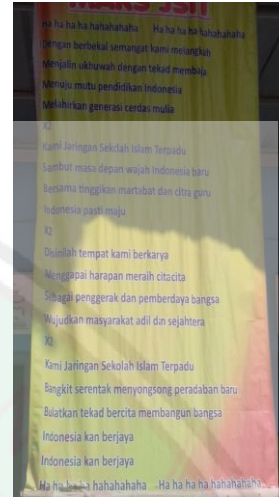 MARS JSIT
Ha ha ha ha hahahahaha Ha ha ha ha hahahahaha
Dengan berbekal semangat kami melangkah
Menjalin ukhuwah dengan tekad membaja
Menuju mutu pendidikan Indonesia
Melahirkan generasi cerdas mulia
X2
Kami Jaringan Sekolah Islam Terpadu
Sambut masa depan wajah Indonesia baru
Bersama tinggikan martabat dan citra guru
Indonesia pasti maju
X2
Disinilah tempat kami berkarya
Menggapai harapan meraih citacita
Sebagai penggerak dan pemberdaya bangsa
Wujudkan masyarakat adil dan sejahtera
X2
Kami Jaringan Sekolah Islam Terpadu
Bangkit serentak menyongsong peradaban baru
Bulatkan tekad bercita membangun bangsa
Indonesia kan berjaya
Indonesia kan berjaya
Ha ha ha ha hahahahaha Ha ha ha ha hahahahaha